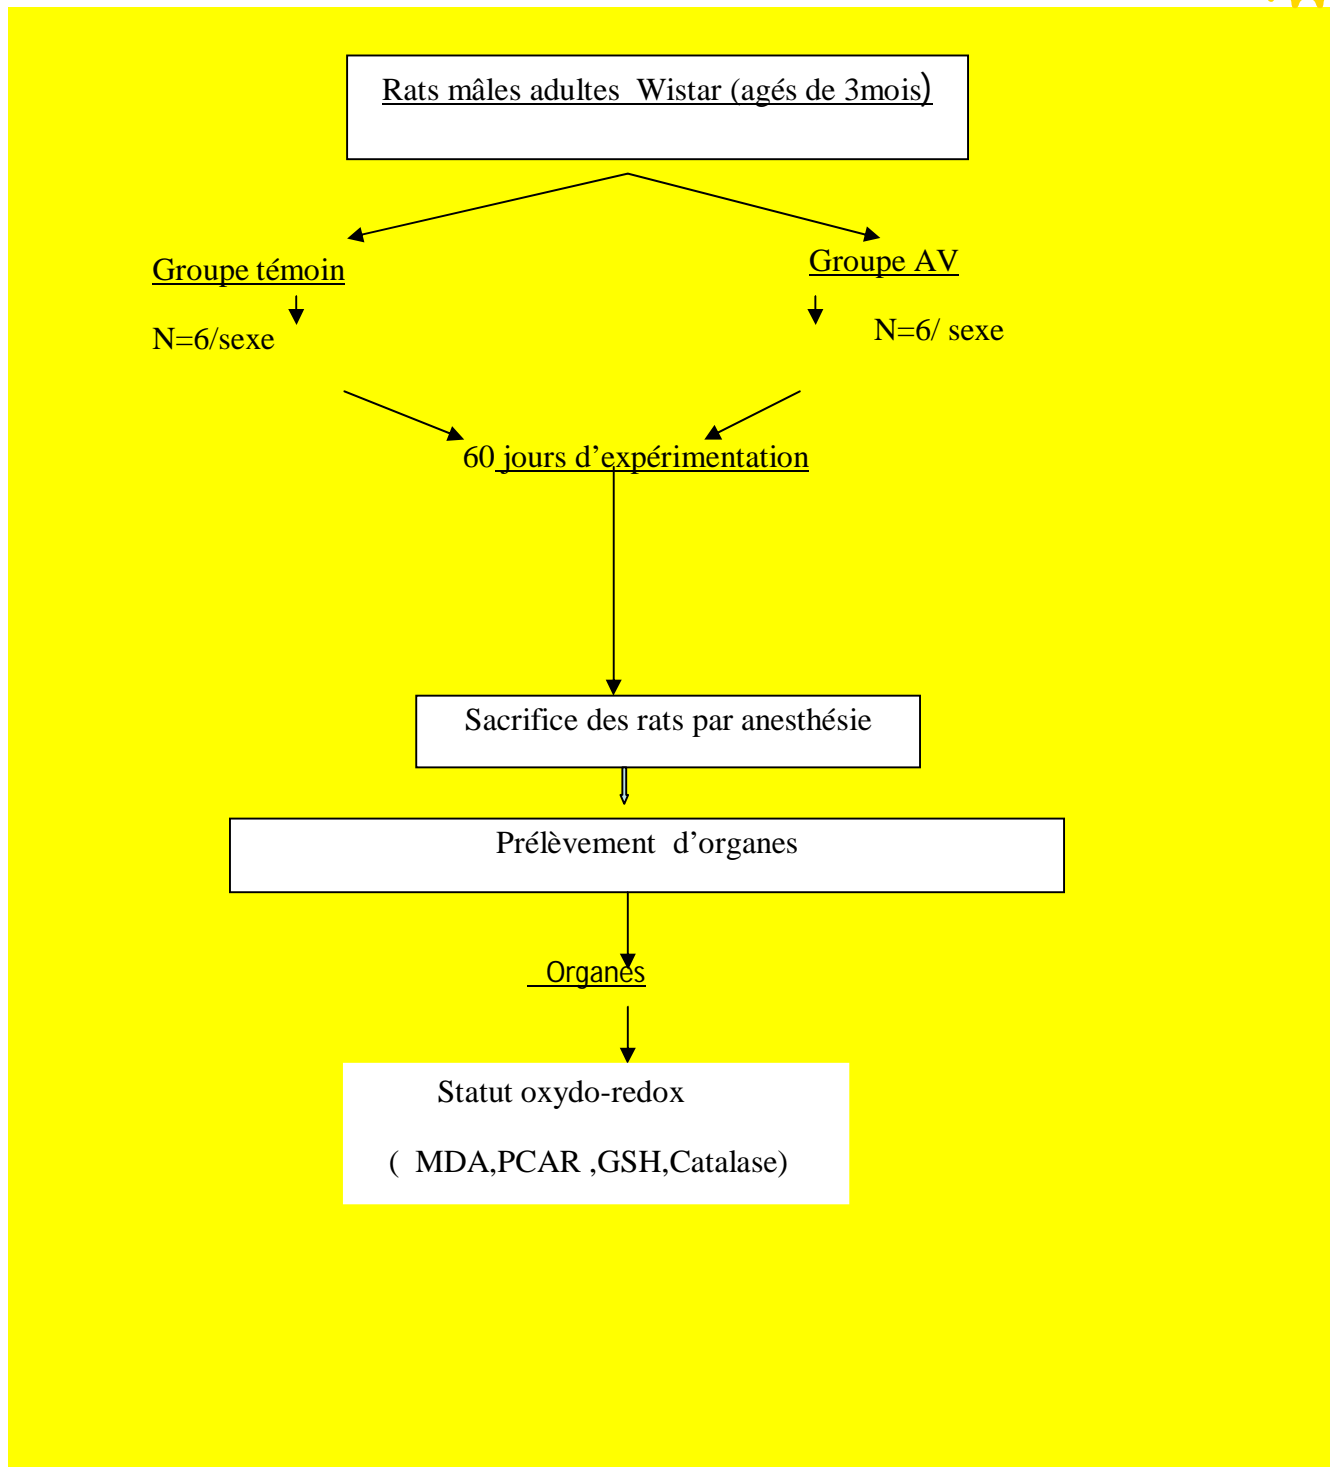 Rats mâles adultes  Wistar (agés de 3mois)
Groupe témoin
Groupe AV
N=6/sexe
N=6/ sexe
60 jours d’expérimentation
Sacrifice des rats par anesthésie
Prélèvement  d’organes
Organes
Statut oxydo-redox
(  MDA,PCAR ,GSH,Catalase)